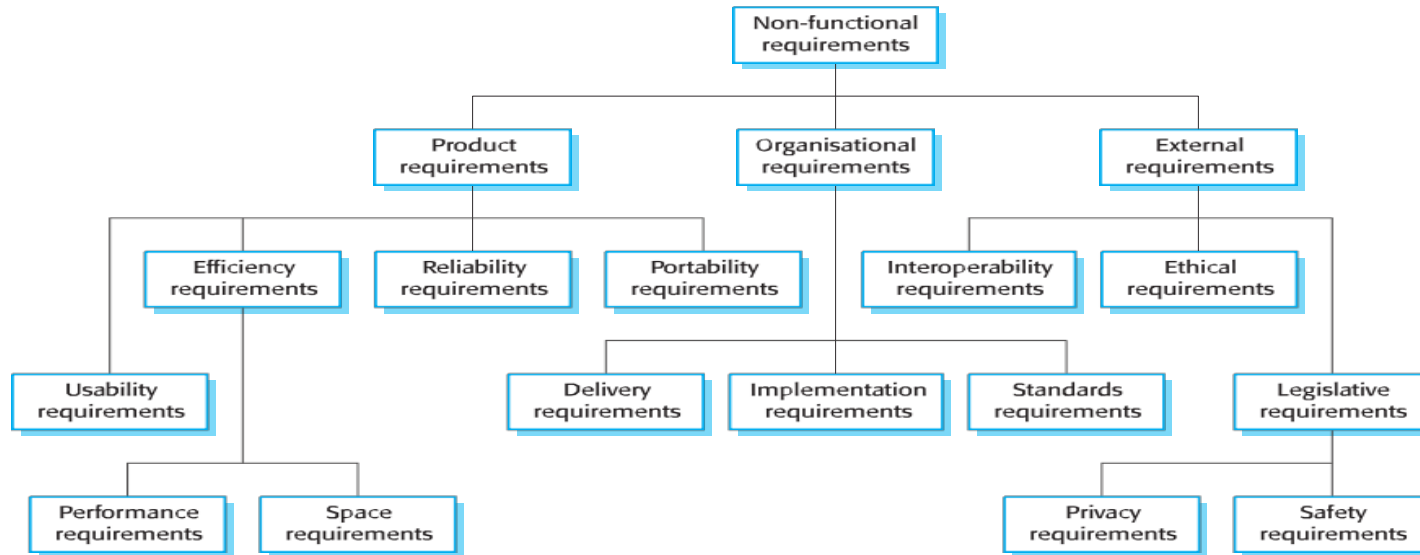 Non-functional
requirements
Product
requirements
Organisational
requirements
External
requirements
Efficiency
requirements
Reliability
requirements
Portability
requirements
Interoperability
requirements
Ethical
requirements
Usability
requirements
Delivery
requirements
Implementation
requirements
Standards
requirements
Legislative
requirements
Performance
requirements
Space
requirements
Privacy
requirements
Safety
requirements